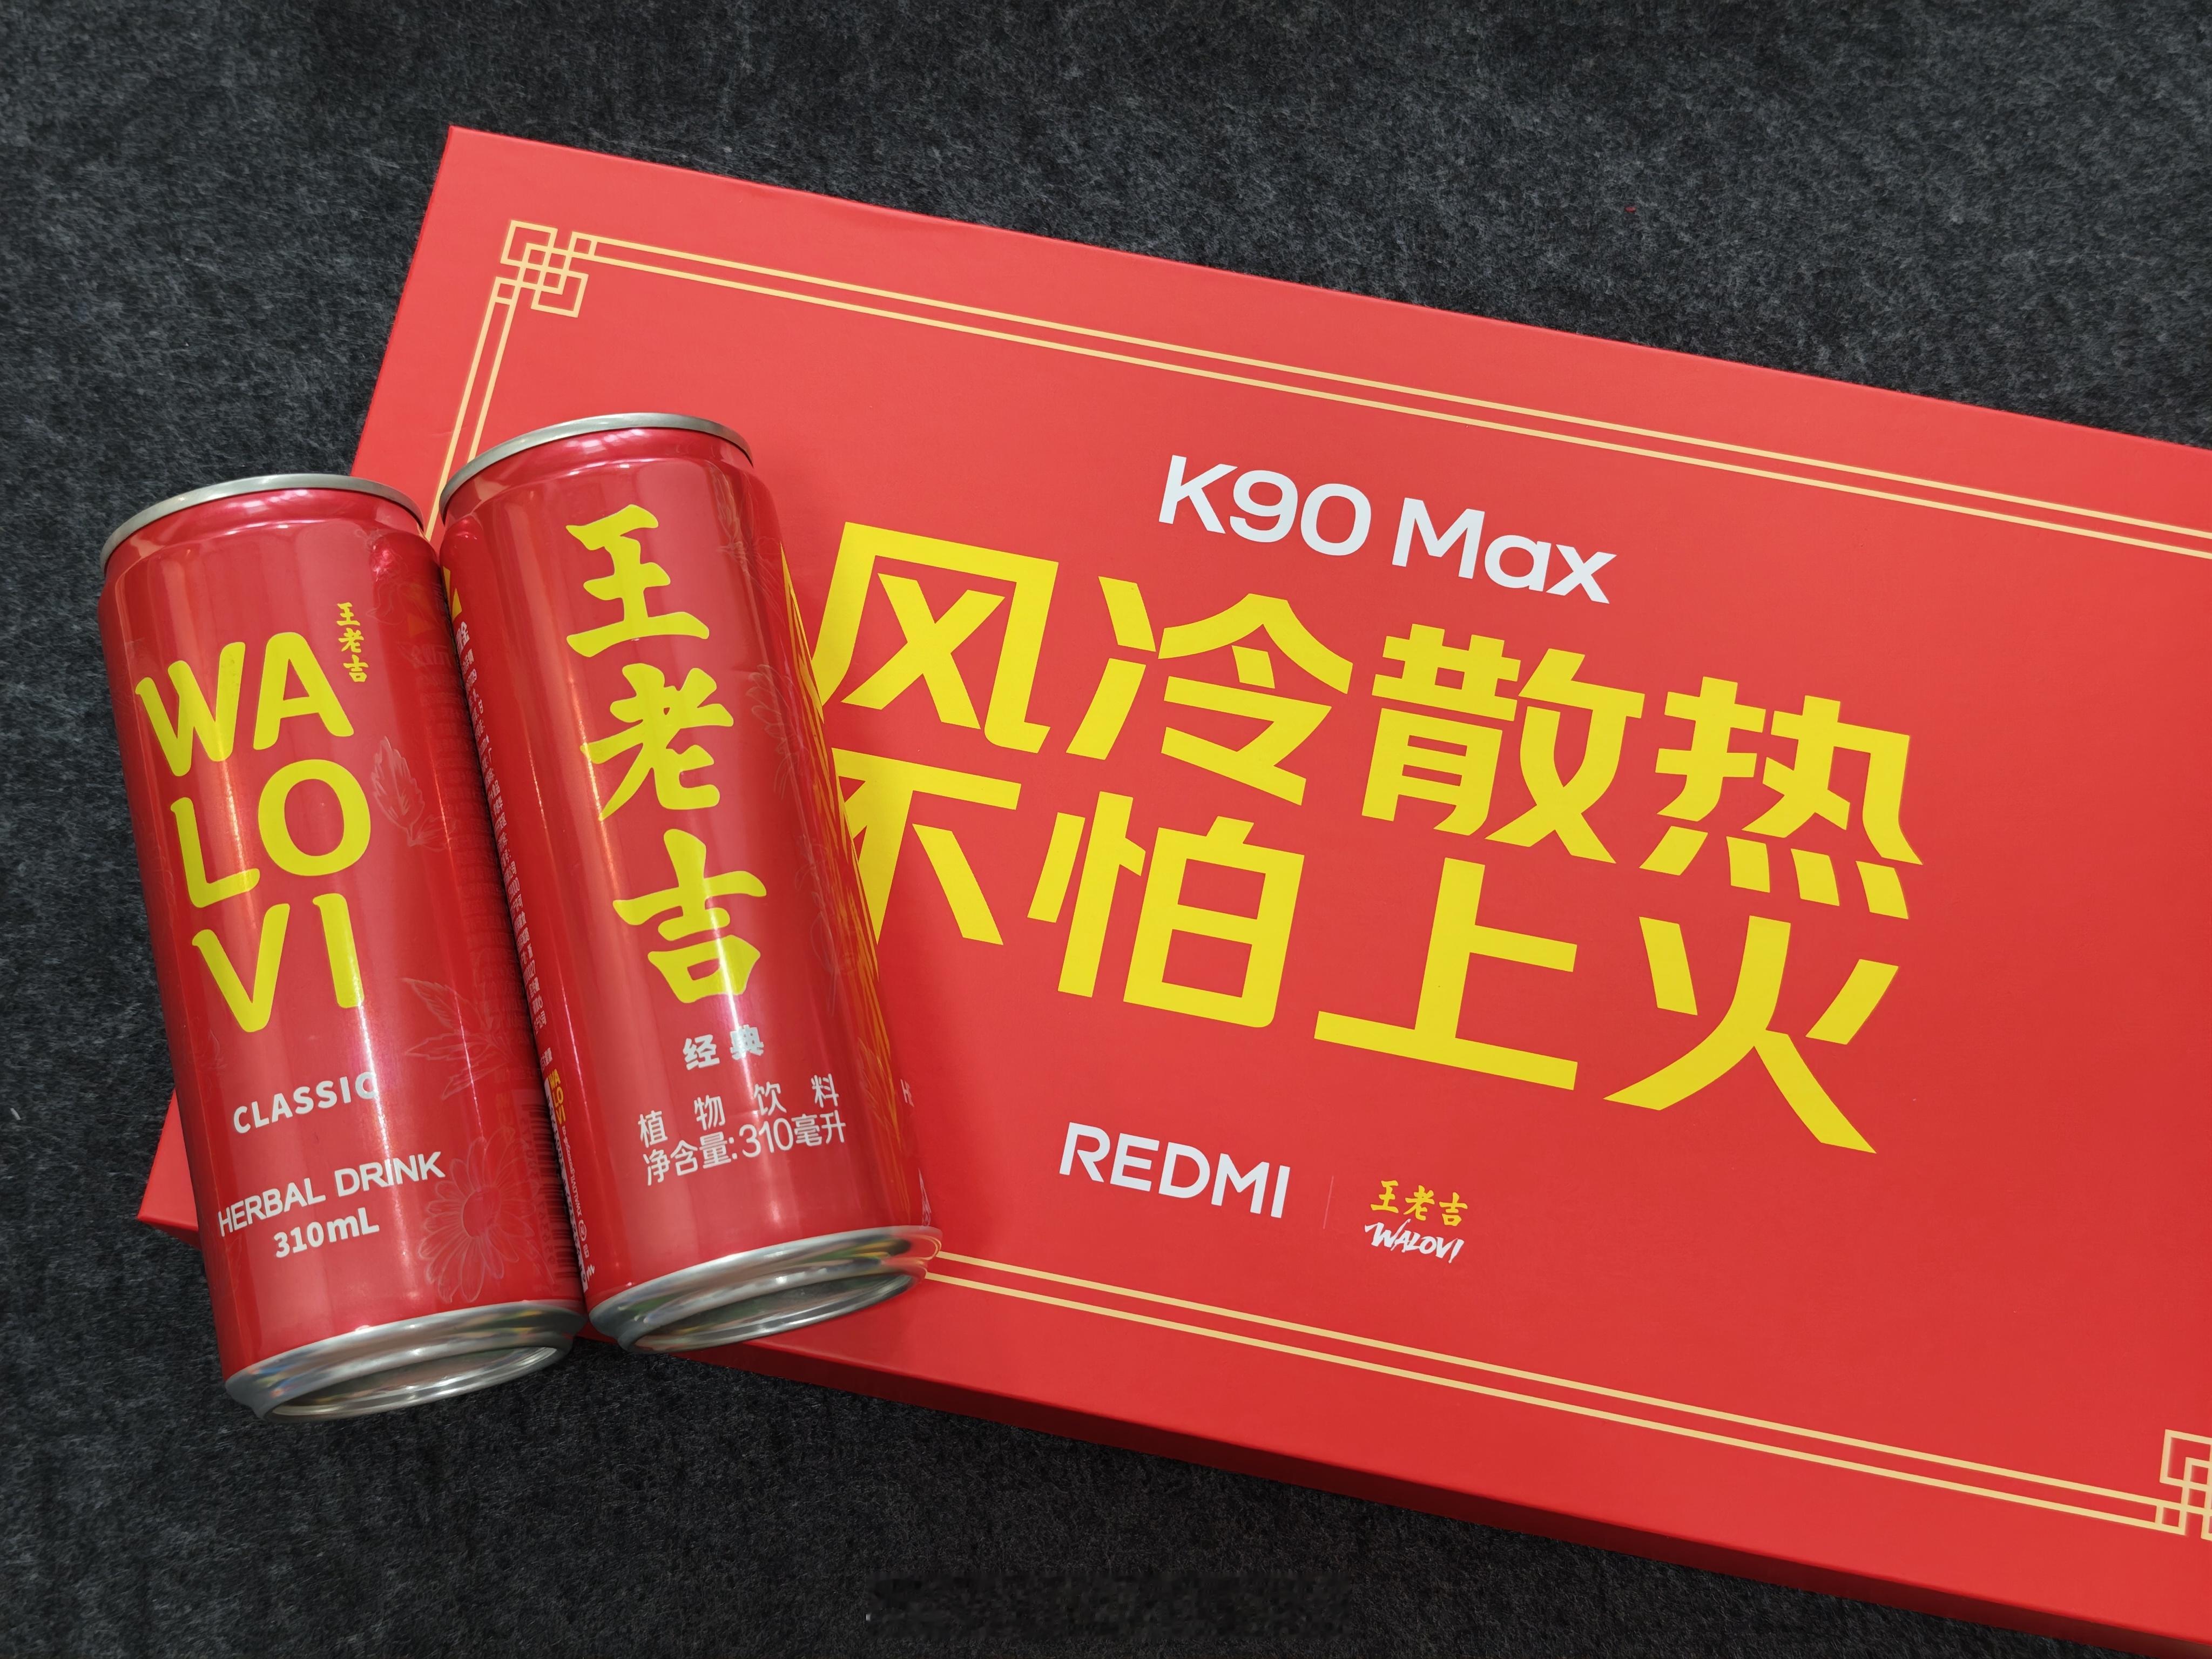 王老吉
WA
LO
VI
CLASSIC
HERBAL DRINK
310mL
王老吉
经典
植物饮料
净含量:310毫升
K90 Max
风冷散热
不怕上火
REDMI
王老吉
WALOVI